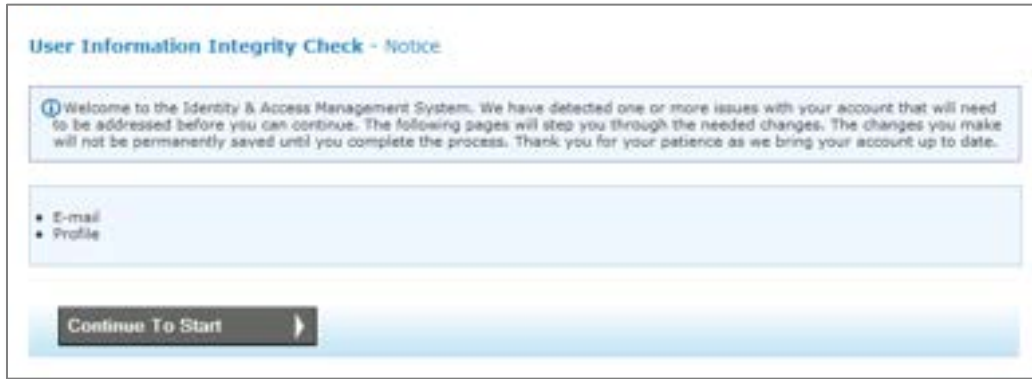 User Information Integrity Check - Notice
Welcome to the Identity & Access Management System. We have detected one or more issues with your account that will need
to be addressed before you can continue. The following pages will step you through the needed changes. The changes you make
will not be permanently saved until you complete the process. Thank you for your patience as we bring your account up to date.
• E-mail
• Profile
Continue To Start